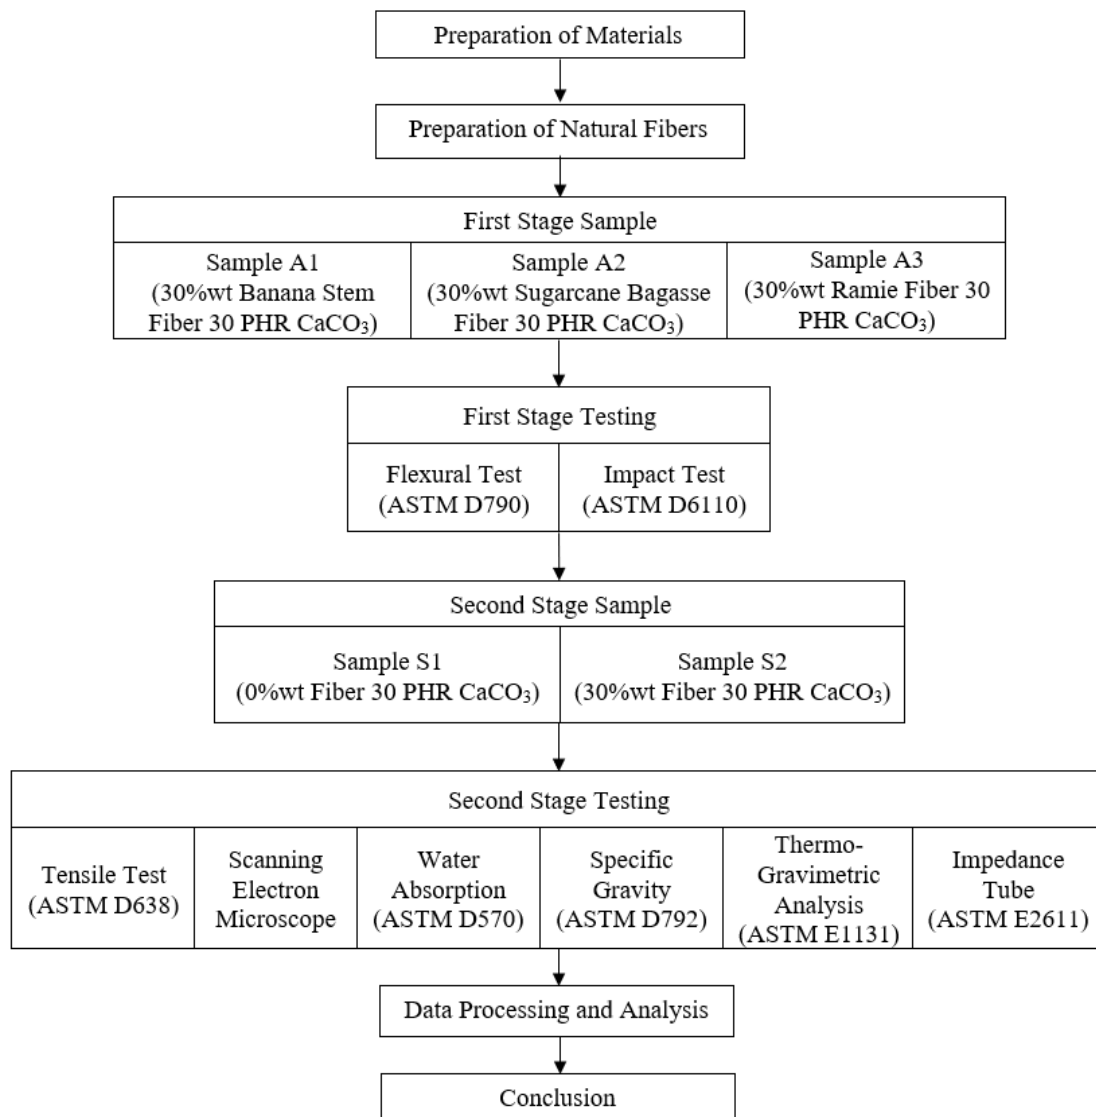 Preparation of Materials
Preparation of Natural Fibers
First Stage Sample
Sample A1
(30%wt Banana Stem
Fiber 30 PHR CaCO₃)
Sample A2
(30%wt Sugarcane Bagasse
Fiber 30 PHR CaCO₃)
Sample A3
(30%wt Ramie Fiber 30
PHR CaCO₃)
First Stage Testing
Flexural Test
(ASTM D790)
Impact Test
(ASTM D6110)
Second Stage Sample
Sample S1
(0%wt Fiber 30 PHR CaCO₃)
Sample S2
(30%wt Fiber 30 PHR CaCO₃)
Second Stage Testing
Tensile Test
(ASTM D638)
Scanning
Electron
Microscope
Water
Absorption
(ASTM D570)
Specific
Gravity
(ASTM D792)
Thermo-
Gravimetric
Analysis
(ASTM E1131)
Impedance
Tube
(ASTM E2611)
Data Processing and Analysis
Conclusion